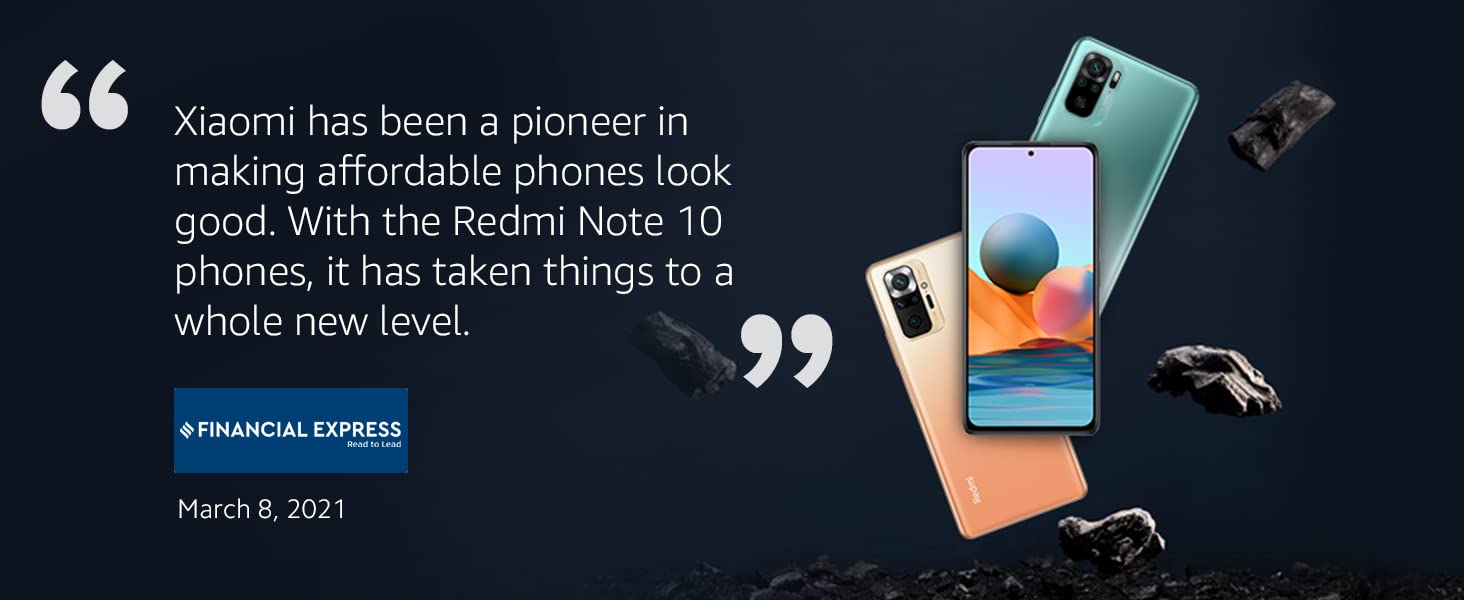 “
Xiaomi has been a pioneer in
making affordable phones look
good. With the Redmi Note 10
phones, it has taken things to a
whole new level.
”
FINANCIAL EXPRESS
Read to Lead
March 8, 2021
Redmi